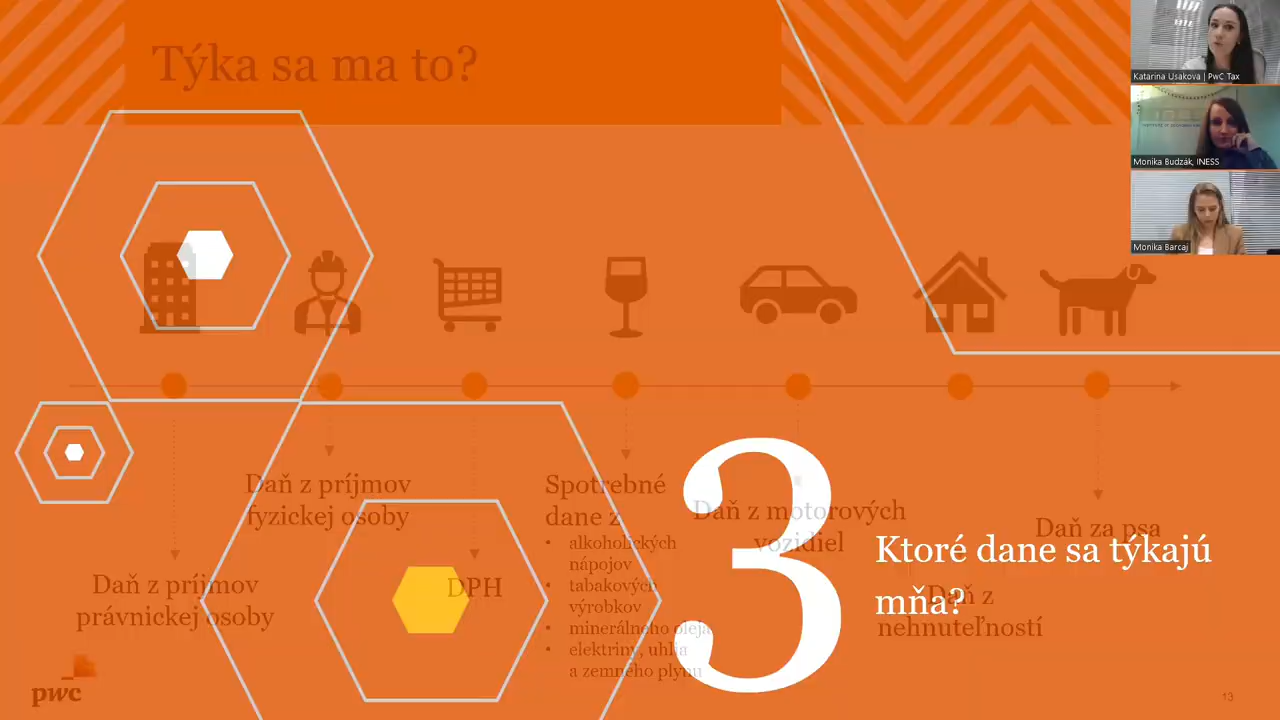 Týka sa ma to?
Katarina Usakova | PwC Tax
Monika Budzák, INESS
Monika Barcaj
Daň z príjmov
právnickej osoby
Daň z príjmov
fyzickej osoby
DPH
Spotrebné
dane z
• alkoholických
nápojov
• tabakových
výrobkov
• minerálneho oleja
• elektriny, uhlia
a zemného plynu
Daň z motorových
vozidiel
Daň z
nehnuteľností
Daň za psa
3
Ktoré dane sa týkajú
mňa?
pwc
13